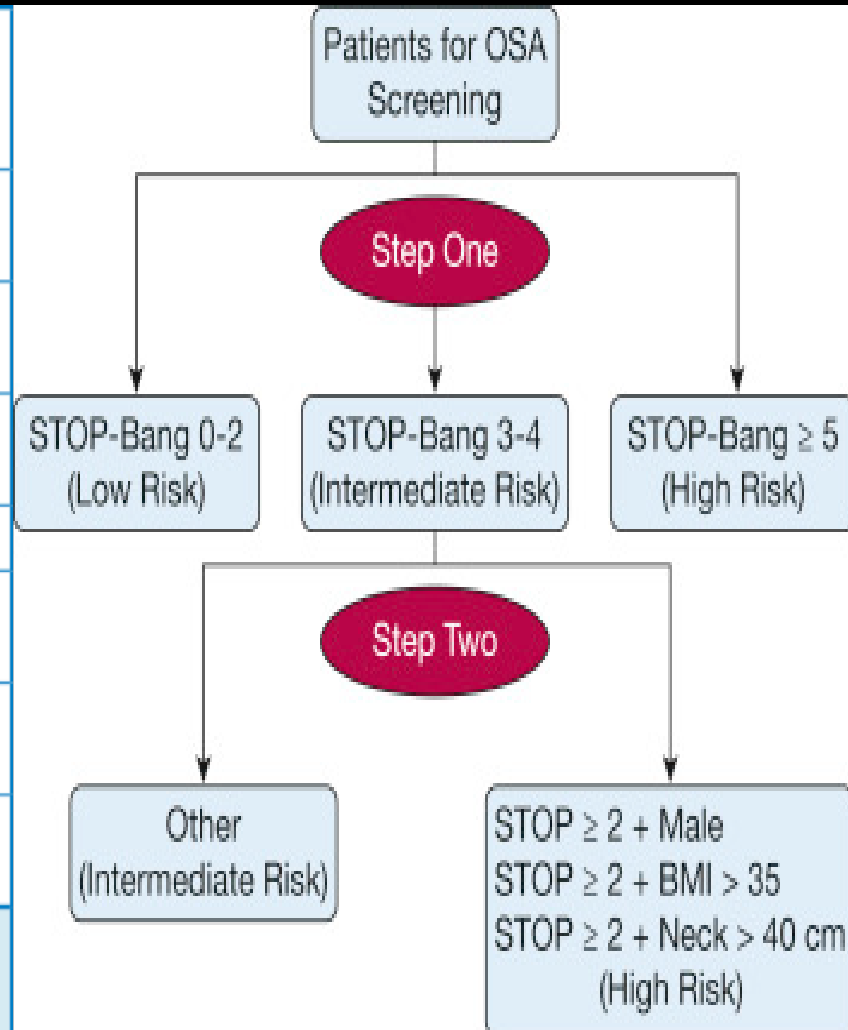 Patients for OSA
Screening
Step One
STOP-Bang 0-2
(Low Risk)
STOP-Bang 3-4
(Intermediate Risk)
STOP-Bang ≥ 5
(High Risk)
Step Two
Other
(Intermediate Risk)
STOP ≥ 2 + Male
STOP ≥ 2 + BMI > 35
STOP ≥ 2 + Neck > 40 cm
(High Risk)